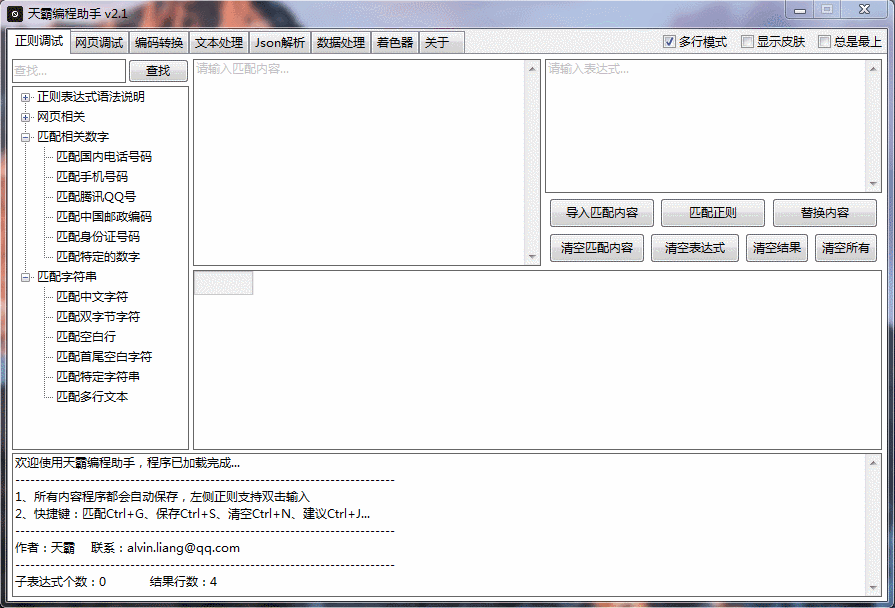 天霸编程助手 v2.1
正则调试 网页调试 编码转换 文本处理 Json解析 数据处理 着色器 关于 多行模式 显示皮肤 总是最上
查找... 查找
请输入匹配内容...
请输入表达式...
正则表达式语法说明
网页相关
匹配相关数字
匹配国内电话号码
匹配手机号码
匹配腾讯QQ号
匹配中国邮政编码
匹配身份证号码
匹配特定的数字
匹配字符串
匹配中文字符
匹配双字节字符
匹配空白行
匹配首尾空白字符
匹配特定字符串
匹配多行文本
导入匹配内容 匹配正则 替换内容
清空匹配内容 清空表达式 清空结果 清空所有
欢迎使用天霸编程助手，程序已加载完成...
-----------------------------------------------------------------------------
1、所有内容程序都会自动保存，左侧正则支持双击输入
2、快捷键：匹配Ctrl+G、保存Ctrl+S、清空Ctrl+N、建议Ctrl+J...
-----------------------------------------------------------------------------
作者：天霸 联系：alvin.liang@qq.com
-----------------------------------------------------------------------------
子表达式个数：0 结果行数：4